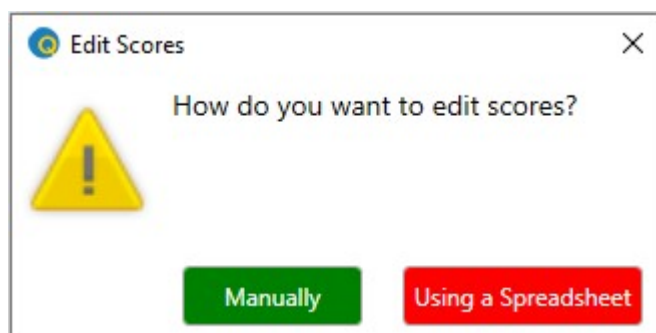 Edit Scores
How do you want to edit scores?
Manually
Using a Spreadsheet